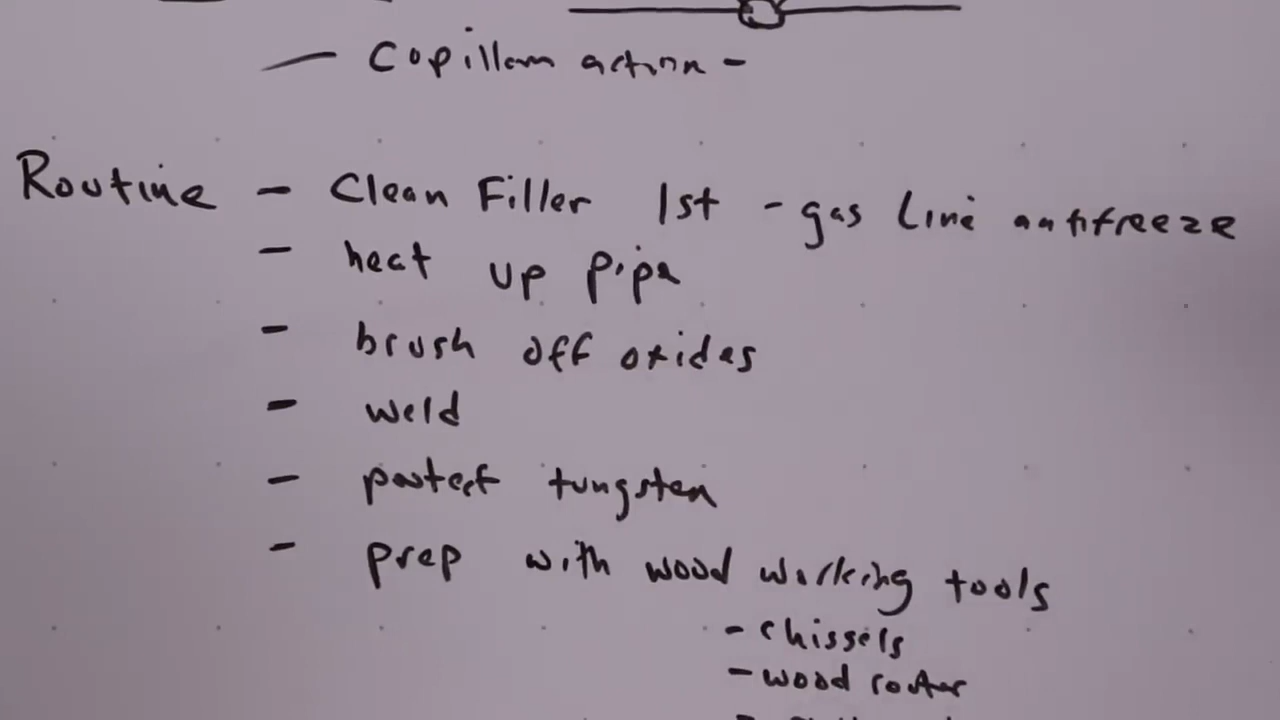 — Copillam action -
Routine - Clean Filler 1st - gas line antifreeze
- heat up pipe
- brush off oxides
- weld
- protect tungsten
- prep with wood working tools
- chissels
- wood router